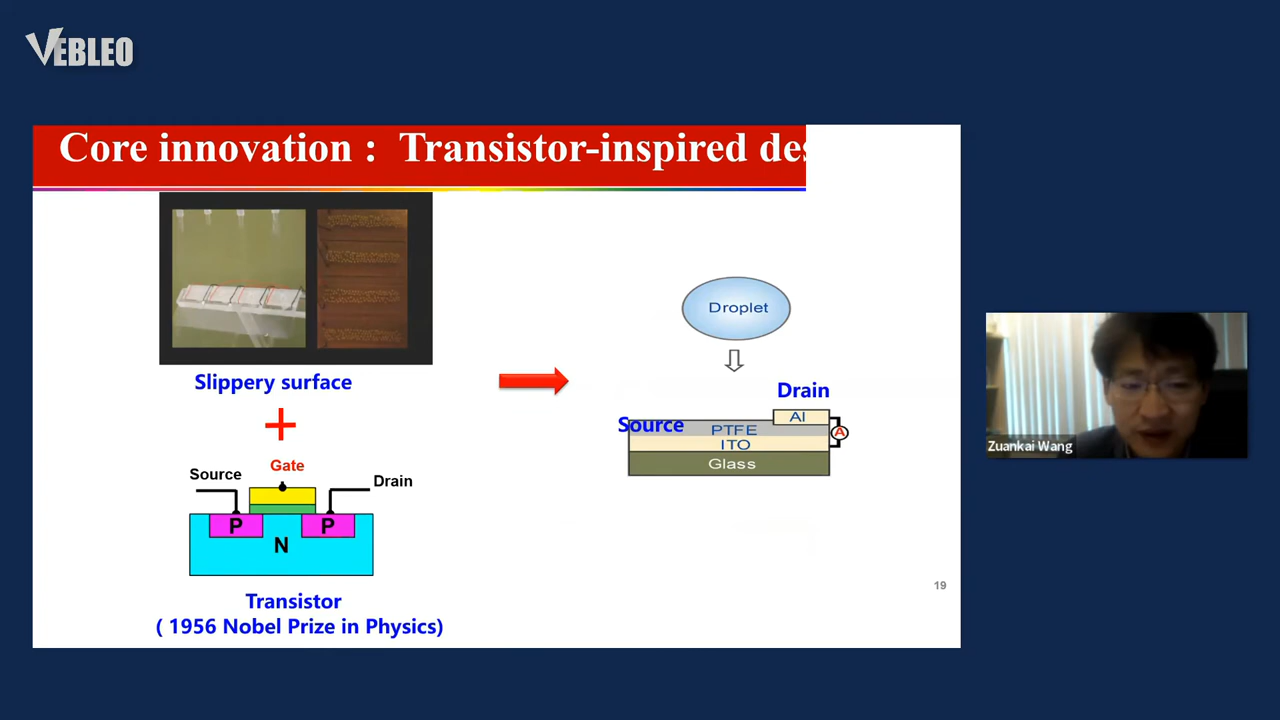 VEBLEO
Core innovation : Transistor-inspired des
Slippery surface
+
Source
Gate
Drain
P
P
N
Transistor
( 1956 Nobel Prize in Physics)
Droplet
Drain
Source
Al
PTFE
A
ITO
Glass
19
Zuankai Wang